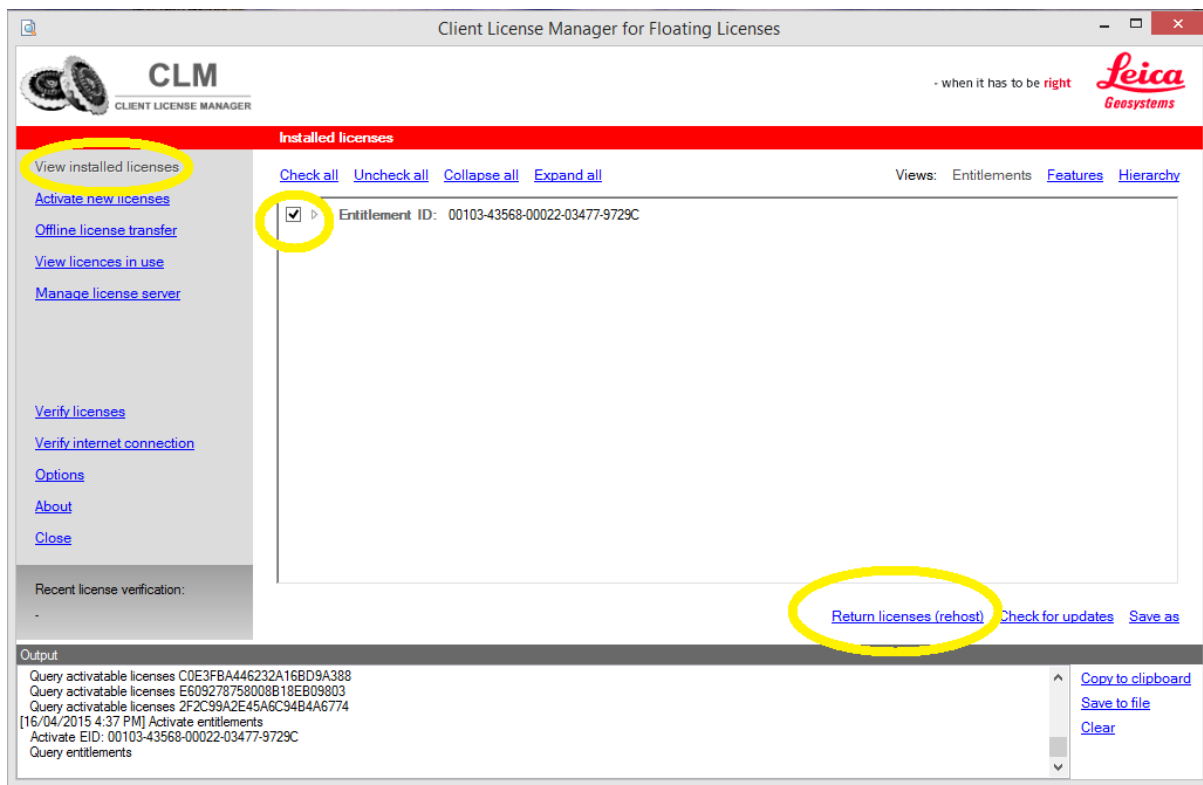 Client License Manager for Floating Licenses
CLM
CLIENT LICENSE MANAGER
- when it has to be right
Leica
Geosystems
Installed licenses
View installed licenses
Activate new licenses
Offline license transfer
View licences in use
Manage license server
Verify licenses
Verify internet connection
Options
About
Close
Recent license verification:
-
Check all Uncheck all Collapse all Expand all Views: Entitlements Features Hierarchy
Entitlement ID: 00103-43568-00022-03477-9729C
Return licenses (rehost) Check for updates Save as
Output
Query activatable licenses C0E3FBA446232A16BD9A388
Query activatable licenses E609278758008B18EB09803
Query activatable licenses 2F2C99A2E45A6C94B4A6774
[16/04/2015 4:37 PM] Activate entitlements
Activate EID: 00103-43568-00022-03477-9729C
Query entitlements
Copy to clipboard
Save to file
Clear